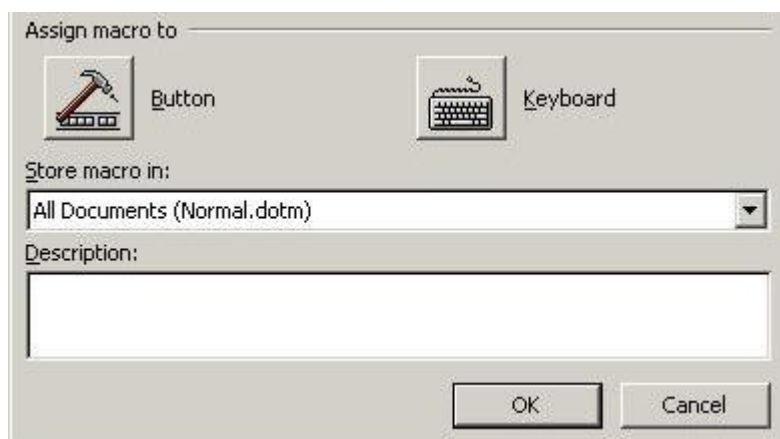 Assign macro to
Button Keyboard
Store macro in:
All Documents (Normal.dotm)
Description:
OK Cancel